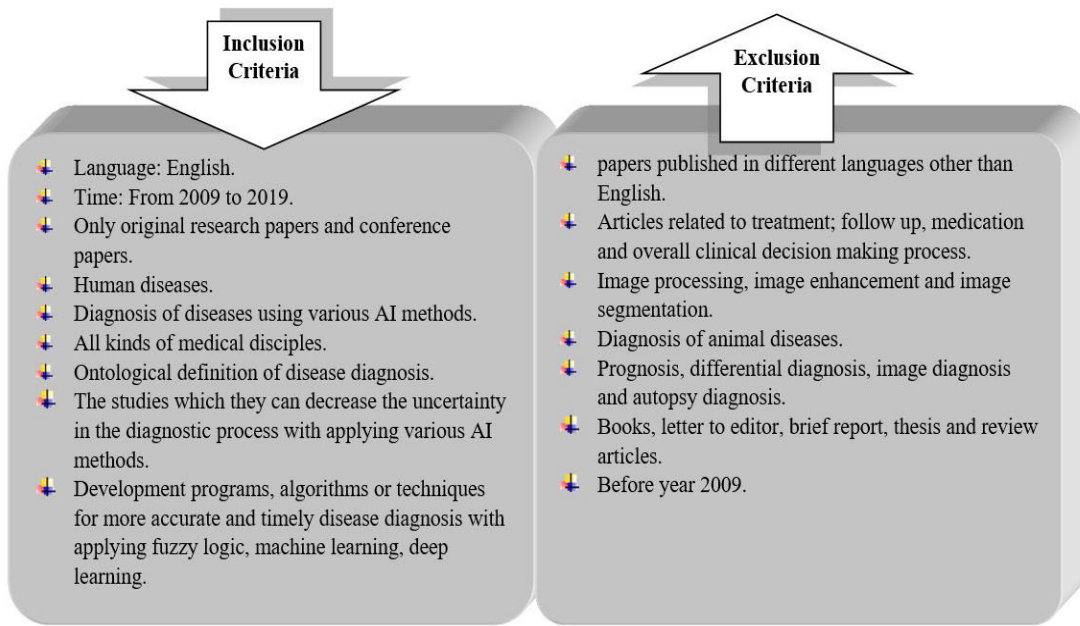 Inclusion
Criteria
Language: English.
Time: From 2009 to 2019.
Only original research papers and conference
papers.
Human diseases.
Diagnosis of diseases using various AI methods.
All kinds of medical disciples.
Ontological definition of disease diagnosis.
The studies which they can decrease the uncertainty
in the diagnostic process with applying various AI
methods.
Development programs, algorithms or techniques
for more accurate and timely disease diagnosis with
applying fuzzy logic, machine learning, deep
learning.
Exclusion
Criteria
papers published in different languages other than
English.
Articles related to treatment; follow up, medication
and overall clinical decision making process.
Image processing, image enhancement and image
segmentation.
Diagnosis of animal diseases.
Prognosis, differential diagnosis, image diagnosis
and autopsy diagnosis.
Books, letter to editor, brief report, thesis and review
articles.
Before year 2009.